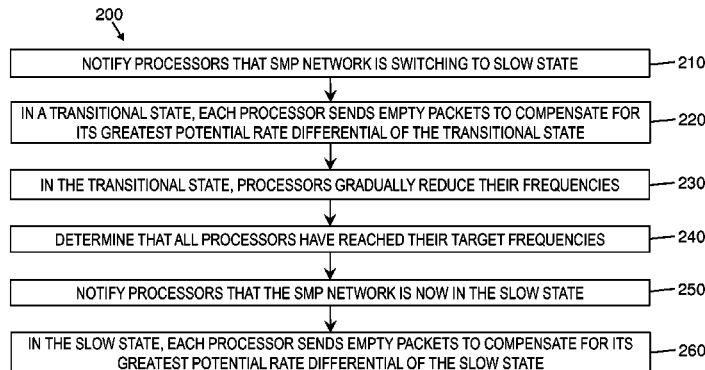 200
NOTIFY PROCESSORS THAT SMP NETWORK IS SWITCHING TO SLOW STATE
210
IN A TRANSITIONAL STATE, EACH PROCESSOR SENDS EMPTY PACKETS TO COMPENSATE FOR
ITS GREATEST POTENTIAL RATE DIFFERENTIAL OF THE TRANSITIONAL STATE
220
IN THE TRANSITIONAL STATE, PROCESSORS GRADUALLY REDUCE THEIR FREQUENCIES
230
DETERMINE THAT ALL PROCESSORS HAVE REACHED THEIR TARGET FREQUENCIES
240
NOTIFY PROCESSORS THAT THE SMP NETWORK IS NOW IN THE SLOW STATE
250
IN THE SLOW STATE, EACH PROCESSOR SENDS EMPTY PACKETS TO COMPENSATE FOR ITS
GREATEST POTENTIAL RATE DIFFERENTIAL OF THE SLOW STATE
260